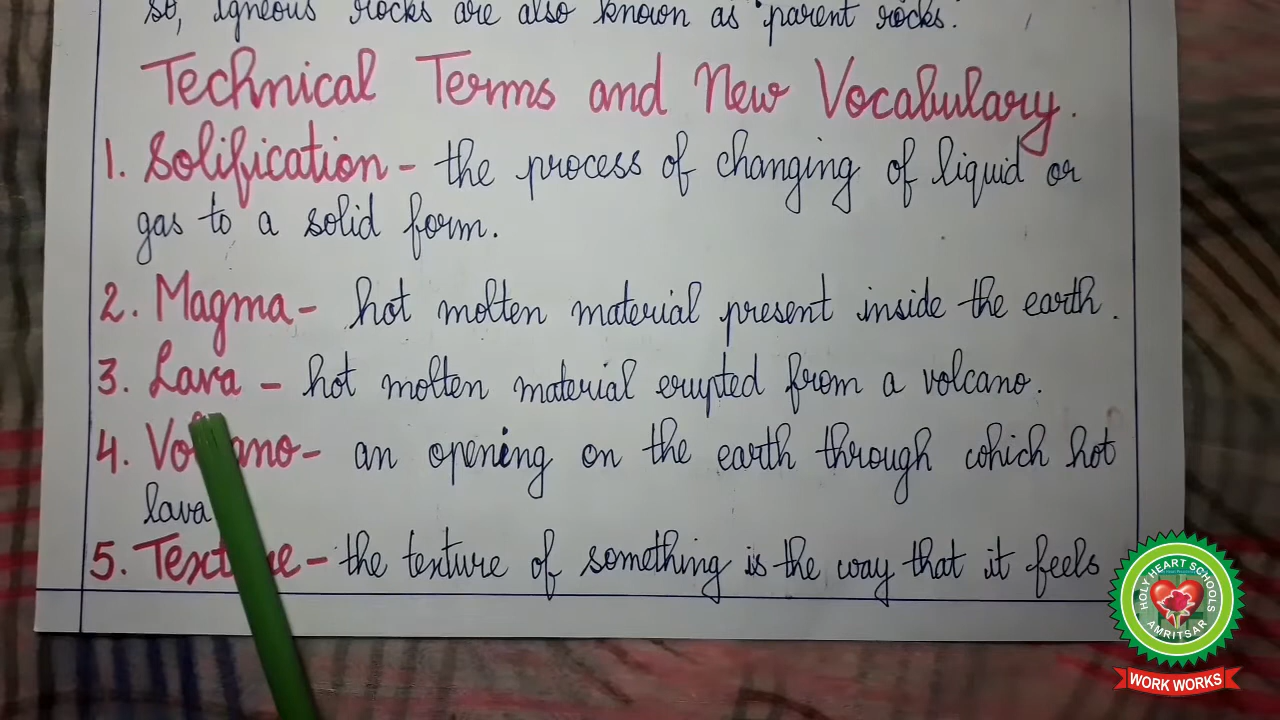 so, igneous rocks are also known as 'parent rocks.
Technical Terms and New Vocabulary.
1. Solification - the process of changing of liquid or
gas to a solid form.
2. Magma - hot molten material present inside the earth.
3. Lava - hot molten material erupted from a volcano.
4. Volcano - an opening on the earth through which hot
lava
5. Texture - the texture of something is the way that it feels
HOLY HEART SCHOOLS
AMRITSAR
WORK WORKS